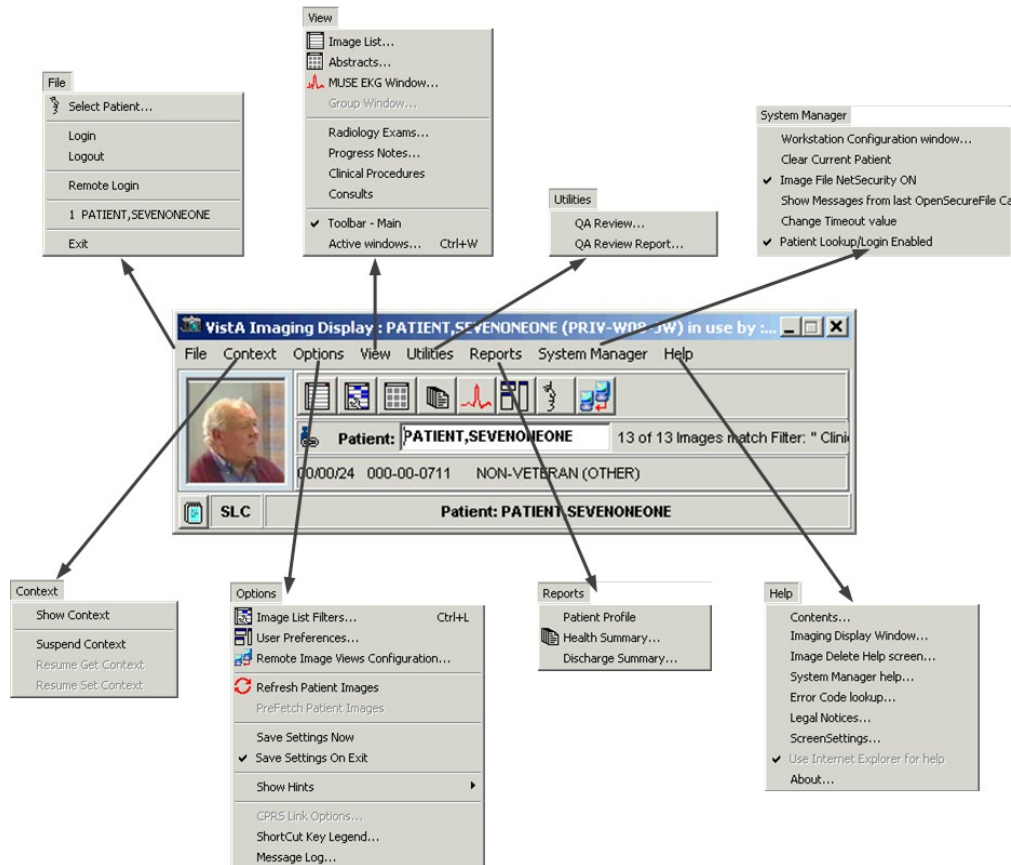 View
Image List...
Abstracts...
MUSE EKG Window...
Group Window...
Radiology Exams...
Progress Notes...
Clinical Procedures
Consults
Toolbar - Main
Active windows... Ctrl+W
File
Select Patient...
Login
Logout
Remote Login
1 PATIENT,SEVENONEONE
Exit
Utilities
QA Review...
QA Review Report...
System Manager
Workstation Configuration window...
Clear Current Patient
Image File NetSecurity ON
Show Messages from last OpenSecureFile Ca
Change Timeout value
Patient Lookup/Login Enabled
VistA Imaging Display : PATIENT,SEVENONEONE (PRIV-W08-JW) in use by :...
File Context Options View Utilities Reports System Manager Help
Patient: PATIENT,SEVENONEONE 13 of 13 Images match Filter: " Clini
00/00/24 000-00-0711 NON-VETERAN (OTHER)
SLC Patient: PATIENT,SEVENONEONE
Context
Show Context
Suspend Context
Resume Get Context
Resume Set Context
Options
Image List Filters... Ctrl+L
User Preferences...
Remote Image Views Configuration...
Refresh Patient Images
PreFetch Patient Images
Save Settings Now
Save Settings On Exit
Show Hints
CPRS Link Options...
ShortCut Key Legend...
Message Log...
Reports
Patient Profile
Health Summary...
Discharge Summary...
Help
Contents...
Imaging Display Window...
Image Delete Help screen...
System Manager help...
Error Code lookup...
Legal Notices...
ScreenSettings...
Use Internet Explorer for help
About...